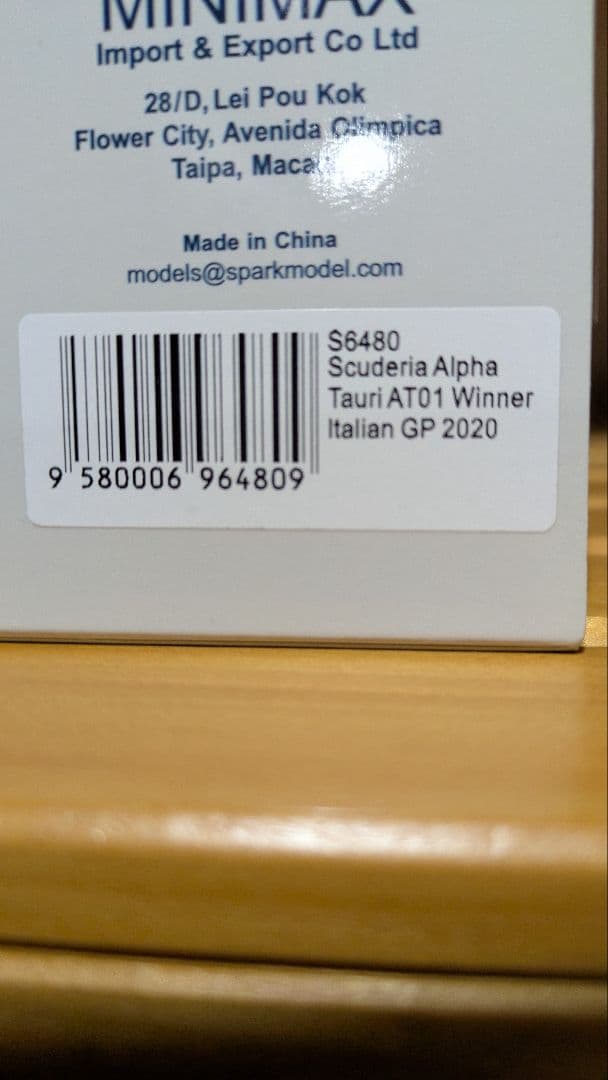 MINIMAX
Import & Export Co Ltd
28/D, Lei Pou Kok
Flower City, Avenida Olimpica
Taipa,
Made in China
models@sparkmodel.com
S6480
Scuderia Alpha
Tauri AT01 Winner
Italian GP 2020
9 580006 964809